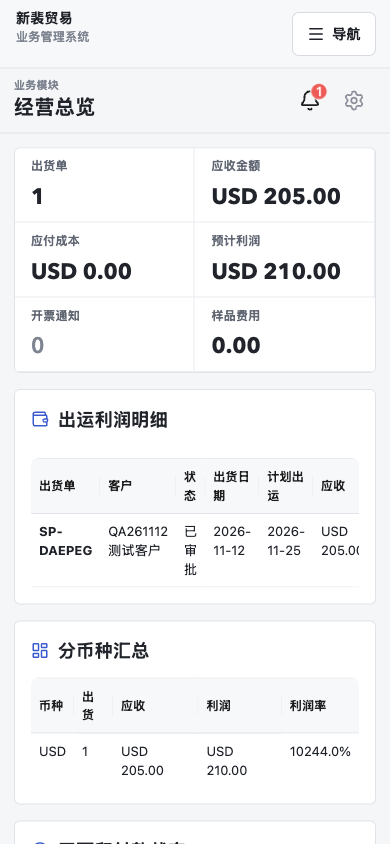 新裴贸易
业务管理系统
导航
业务模块
经营总览
1
出货单
应收金额
1
USD 205.00
应付成本
预计利润
USD 0.00
USD 210.00
开票通知
样品费用
0
0.00
出运利润明细
出货单 客户 状态 出货日期 计划出运 应收
SP-DAEPEG QA261112 测试客户 已审批 2026-11-12 2026-11-25 USD 205.00
分币种汇总
币种 出货 应收 利润 利润率
USD 1 USD 205.00 USD 210.00 10244.0%